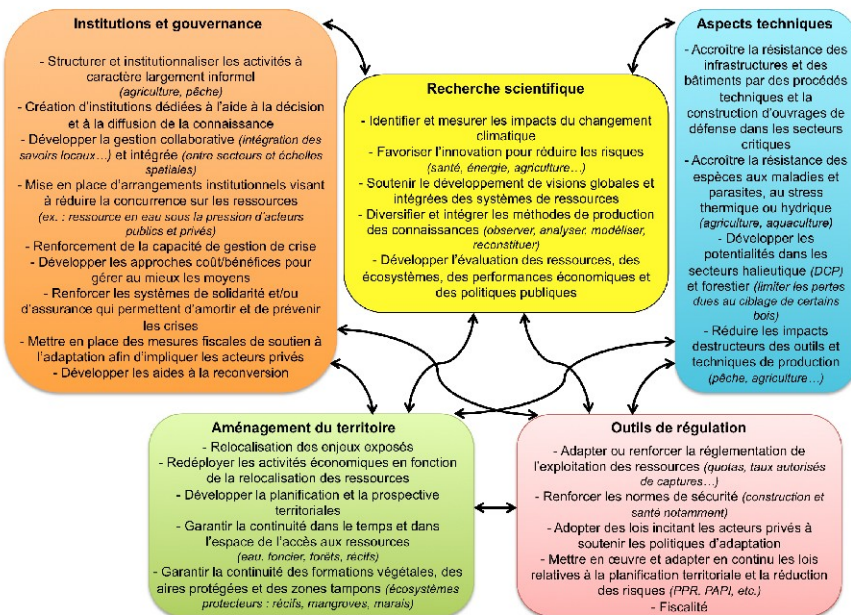 Institutions et gouvernance
- Structurer et institutionnaliser les activités à
caractère largement informel
(agriculture, pêche)
- Création d'institutions dédiées à l'aide à la décision
et à la diffusion de la connaissance
- Développer la gestion collaborative (intégration des
savoirs locaux…) et intégrée (entre secteurs et échelles
spatiales)
- Mise en place d'arrangements institutionnels visant
à réduire la concurrence sur les ressources
(ex. : ressource en eau sous la pression d'acteurs
publics et privés)
- Renforcement de la capacité de gestion de crise
- Développer les approches coût/bénéfices pour
gérer au mieux les moyens
- Renforcer les systèmes de solidarité et/ou
d'assurance qui permettent d'amortir et de prévenir
les crises
- Mettre en place des mesures fiscales de soutien à
l'adaptation afin d'impliquer les acteurs privés
- Développer les aides à la reconversion
Recherche scientifique
- Identifier et mesurer les impacts du changement
climatique
- Favoriser l'innovation pour réduire les risques
(santé, énergie, agriculture…)
- Soutenir le développement de visions globales et
intégrées des systèmes de ressources
- Diversifier et intégrer les méthodes de production
des connaissances (observer, analyser, modéliser,
reconstituer)
- Développer l'évaluation des ressources, des
écosystèmes, des performances économiques et
des politiques publiques
Aspects techniques
- Accroître la résistance des
infrastructures et des
bâtiments par des procédés
techniques et la
construction d'ouvrages de
défense dans les secteurs
critiques
- Accroître la résistance des
espèces aux maladies et
parasites, au stress
thermique ou hydrique
(agriculture, aquaculture)
- Développer les
potentialités dans les
secteurs halieutique (DCP)
et forestier (limiter les pertes
dues au ciblage de certains
bois)
- Réduire les impacts
destructeurs des outils et
techniques de production
(pêche, agriculture…)
Aménagement du territoire
- Relocalisation des enjeux exposés
- Redéployer les activités économiques en fonction
de la relocalisation des ressources
- Développer la planification et la prospective
territoriales
- Garantir la continuité dans le temps et dans
l'espace de l'accès aux ressources
(eau, foncier, forêts, récifs)
- Garantir la continuité des formations végétales, des
aires protégées et des zones tampons (écosystèmes
protecteurs : récifs, mangroves, marais)
Outils de régulation
- Adapter ou renforcer la réglementation de
l'exploitation des ressources (quotas, taux autorisés
de captures…)
- Renforcer les normes de sécurité (construction et
santé notamment)
- Adopter des lois incitant les acteurs privés à
soutenir les politiques d'adaptation
- Mettre en œuvre et adapter en continu les lois
relatives à la planification territoriale et la réduction
des risques (PPR, PAPI, etc.)
- Fiscalité